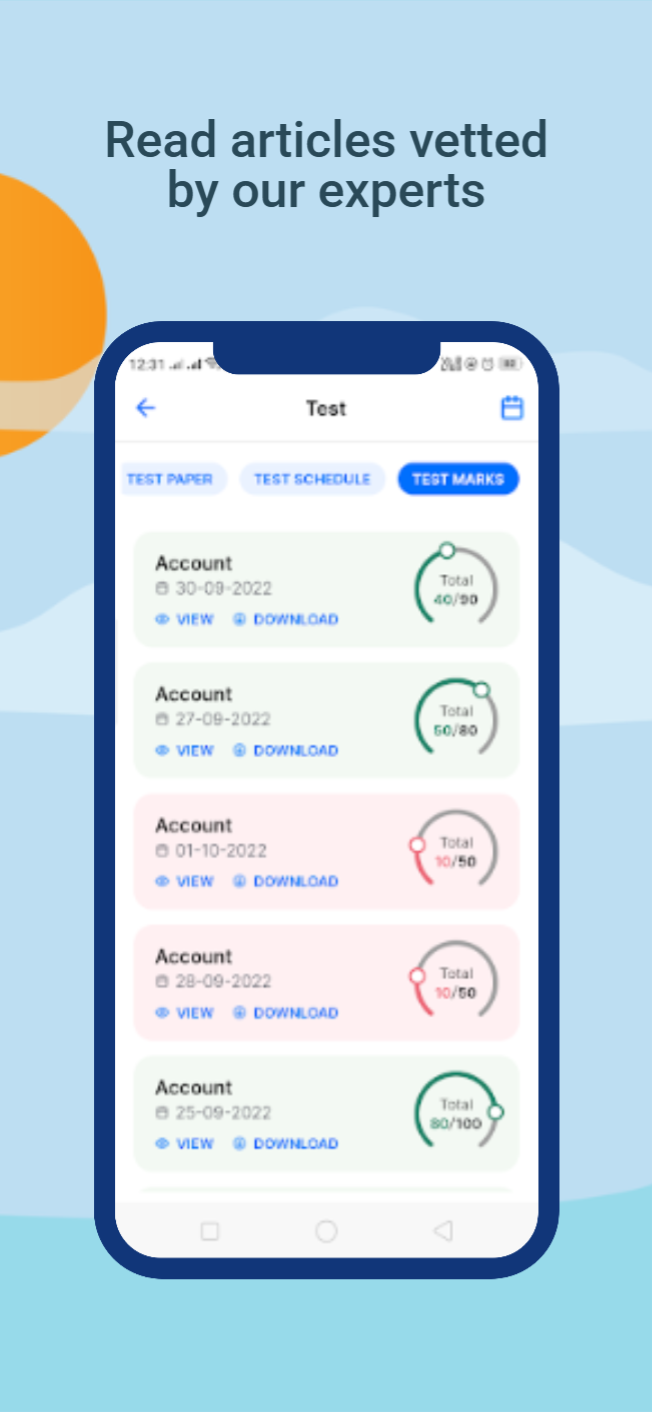 Read articles vetted
by our experts
12:31
Test
TEST PAPER TEST SCHEDULE TEST MARKS
Account
30-09-2022
VIEW DOWNLOAD
Total
40/90
Account
27-09-2022
VIEW DOWNLOAD
Total
50/80
Account
01-10-2022
VIEW DOWNLOAD
Total
10/50
Account
28-09-2022
VIEW DOWNLOAD
Total
10/50
Account
25-09-2022
VIEW DOWNLOAD
Total
80/100